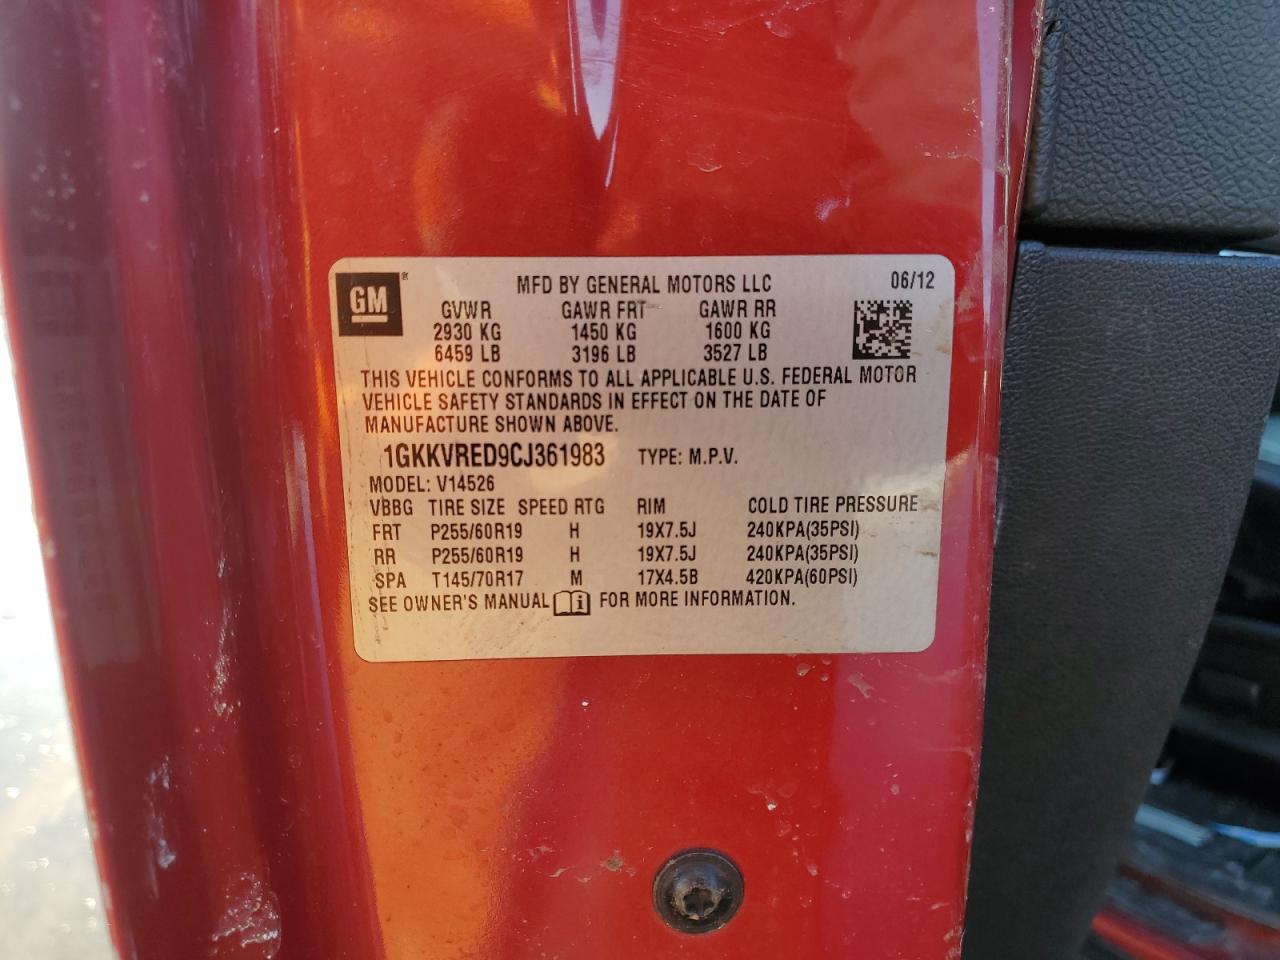 GM®
MFD BY GENERAL MOTORS LLC 06/12
GVWR GAWR FRT GAWR RR
2930 KG 1450 KG 1600 KG
6459 LB 3196 LB 3527 LB
THIS VEHICLE CONFORMS TO ALL APPLICABLE U.S. FEDERAL MOTOR
VEHICLE SAFETY STANDARDS IN EFFECT ON THE DATE OF
MANUFACTURE SHOWN ABOVE.
1GKKVRED9CJ361983 TYPE: M.P.V.
MODEL: V14526
VBBG TIRE SIZE SPEED RTG RIM COLD TIRE PRESSURE
FRT P255/60R19 H 19X7.5J 240KPA(35PSI)
RR P255/60R19 H 19X7.5J 240KPA(35PSI)
SPA T145/70R17 M 17X4.5B 420KPA(60PSI)
SEE OWNER'S MANUAL i FOR MORE INFORMATION.